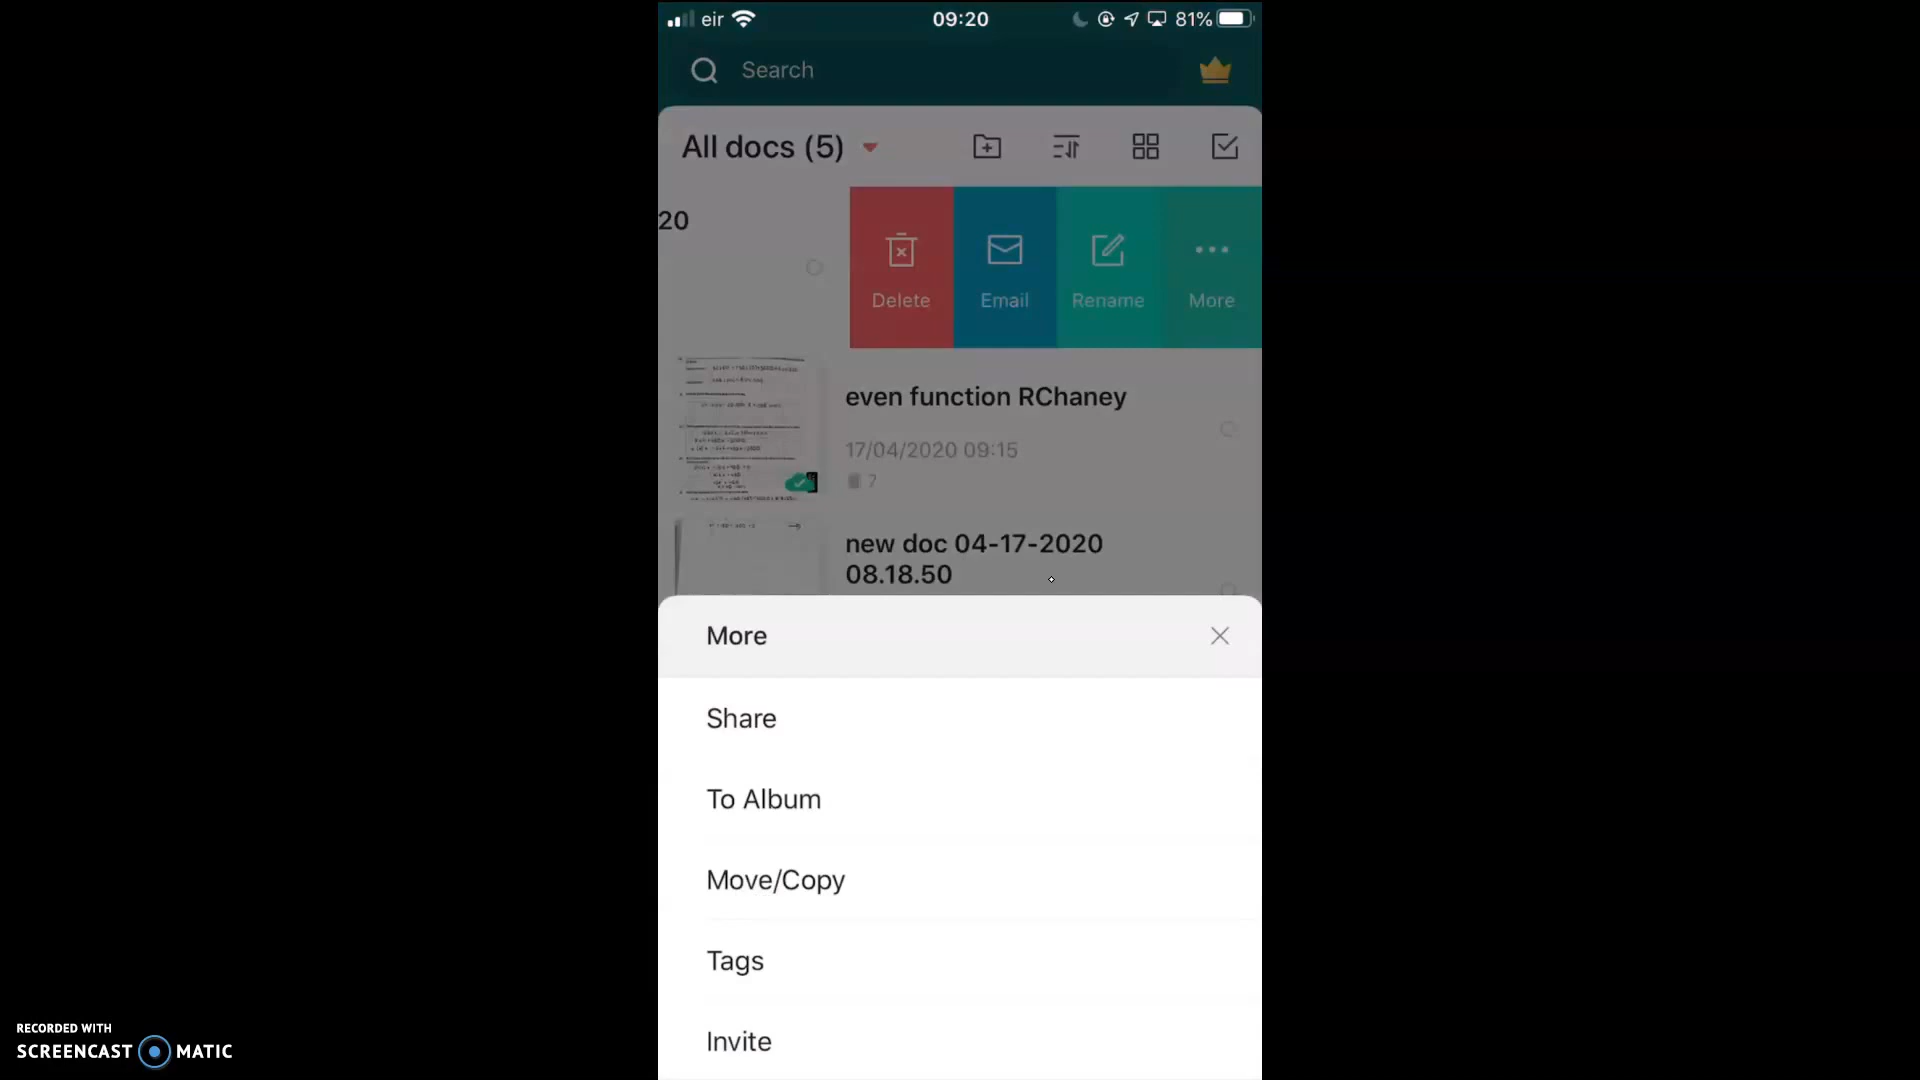 eir
09:20
81%
Search
All docs (5)
20
Delete
Email
Rename
More
even function RChaney
17/04/2020 09:15
7
new doc 04-17-2020
08.18.50
More
Share
To Album
Move/Copy
Tags
Invite
RECORDED WITH
SCREENCAST MATIC